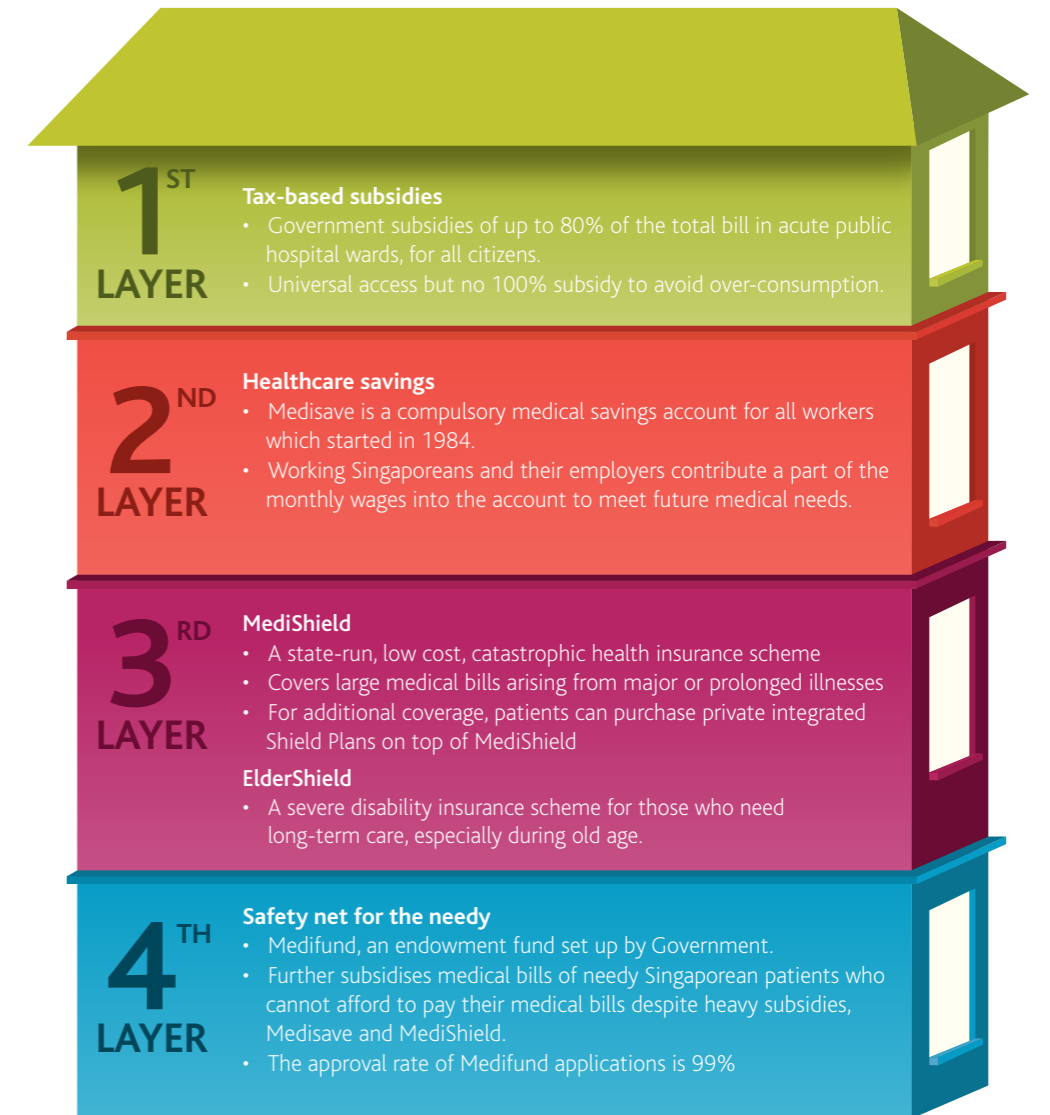 1ST
LAYER
Tax-based subsidies
• Government subsidies of up to 80% of the total bill in acute public
hospital wards, for all citizens.
• Universal access but no 100% subsidy to avoid over-consumption.
2ND
LAYER
Healthcare savings
• Medisave is a compulsory medical savings account for all workers
which started in 1984.
• Working Singaporeans and their employers contribute a part of the
monthly wages into the account to meet future medical needs.
3RD
LAYER
MediShield
• A state-run, low cost, catastrophic health insurance scheme
• Covers large medical bills arising from major or prolonged illnesses
• For additional coverage, patients can purchase private integrated
Shield Plans on top of MediShield
ElderShield
• A severe disability insurance scheme for those who need
long-term care, especially during old age.
4TH
LAYER
Safety net for the needy
• Medifund, an endowment fund set up by Government.
• Further subsidises medical bills of needy Singaporean patients who
cannot afford to pay their medical bills despite heavy subsidies,
Medisave and MediShield.
• The approval rate of Medifund applications is 99%